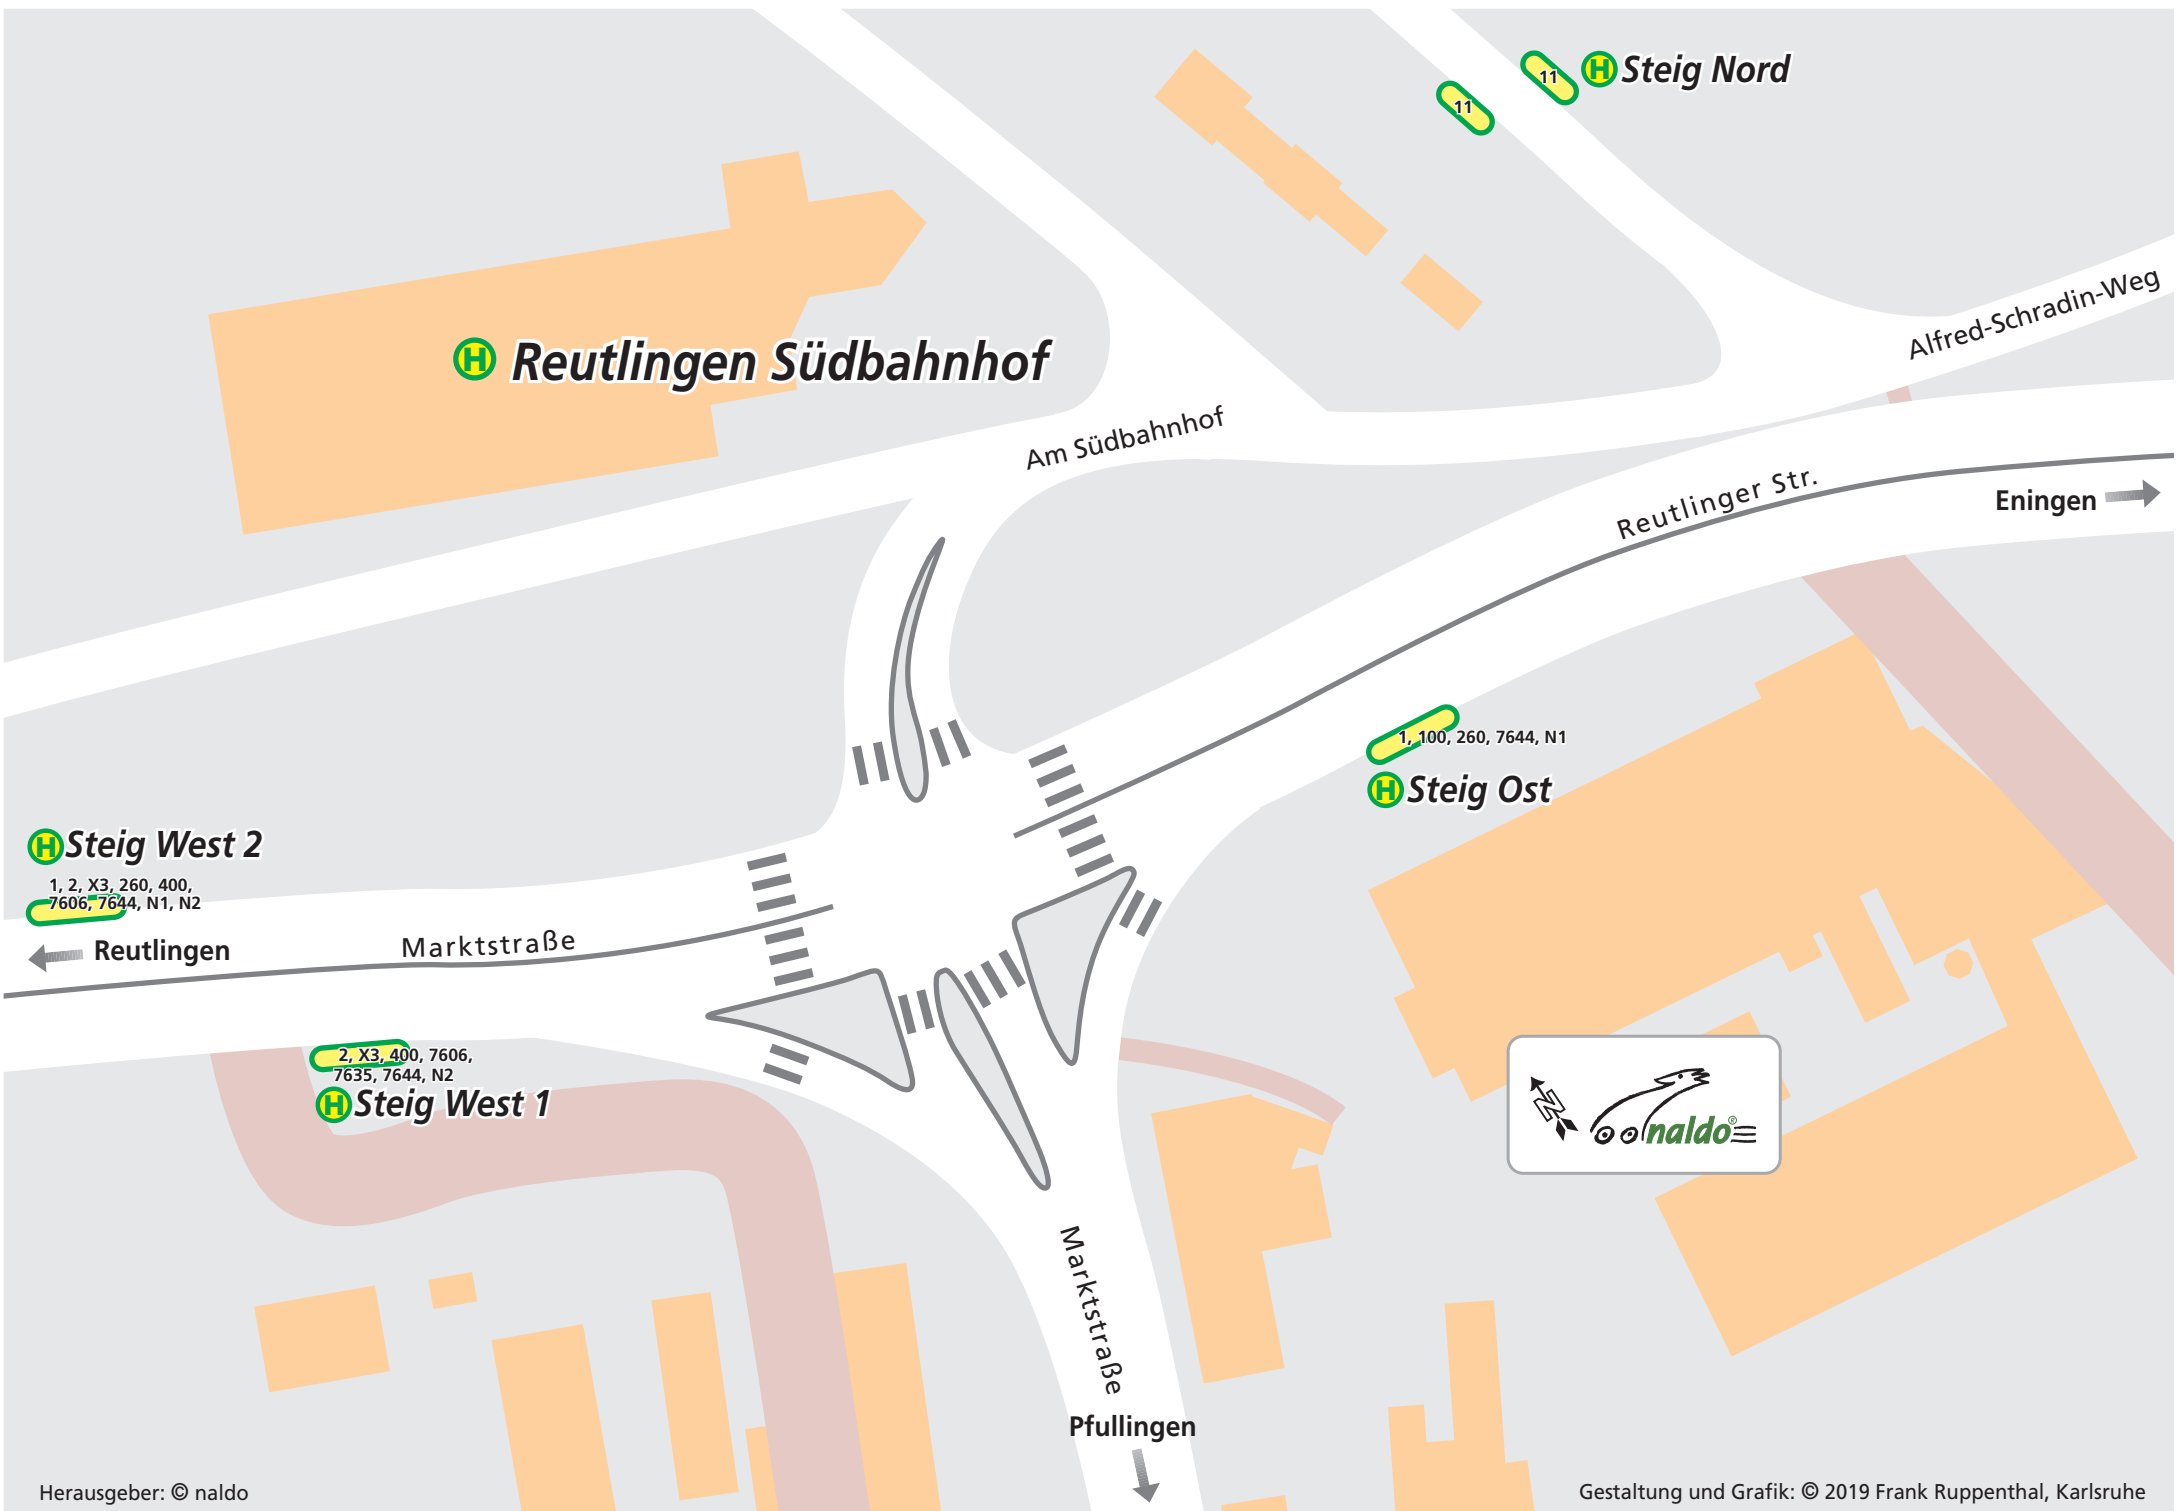 11
11
H Steig Nord
Alfred-Schradin-Weg
H Reutlingen Südbahnhof
Am Südbahnhof
Reutlinger Str.
Eningen
1, 100, 260, 7644, N1
H Steig Ost
H Steig West 2
1, 2, X3, 260, 400,
7606, 7644, N1, N2
Reutlingen
Marktstraße
2, X3, 400, 7606,
7635, 7644, N2
H Steig West 1
N
naldo®
Marktstraße
Pfullingen
Herausgeber: © naldo
Gestaltung und Grafik: © 2019 Frank Ruppenthal, Karlsruhe